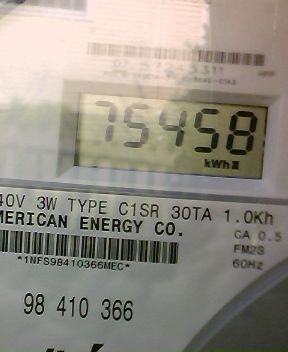 75458
kWh
40V 3W TYPE C1SR 30TA 1.0Kh
MERICAN ENERGY CO.
CA 0.5
FM2S
60Hz
*1NFS98410366MEC*
98 410 366